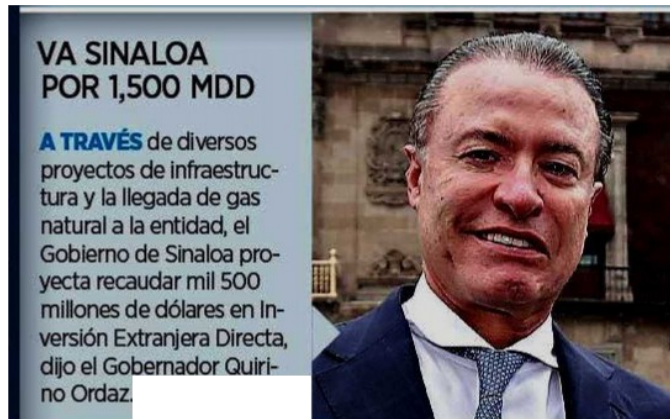 VA SINALOA
POR 1,500 MDD
A TRAVÉS de diversos
proyectos de infraestruc-
tura y la llegada de gas
natural a la entidad, el
Gobierno de Sinaloa pro-
yecta recaudar mil 500
millones de dólares en In-
versión Extranjera Directa,
dijo el Gobernador Quiri-
no Ordaz.